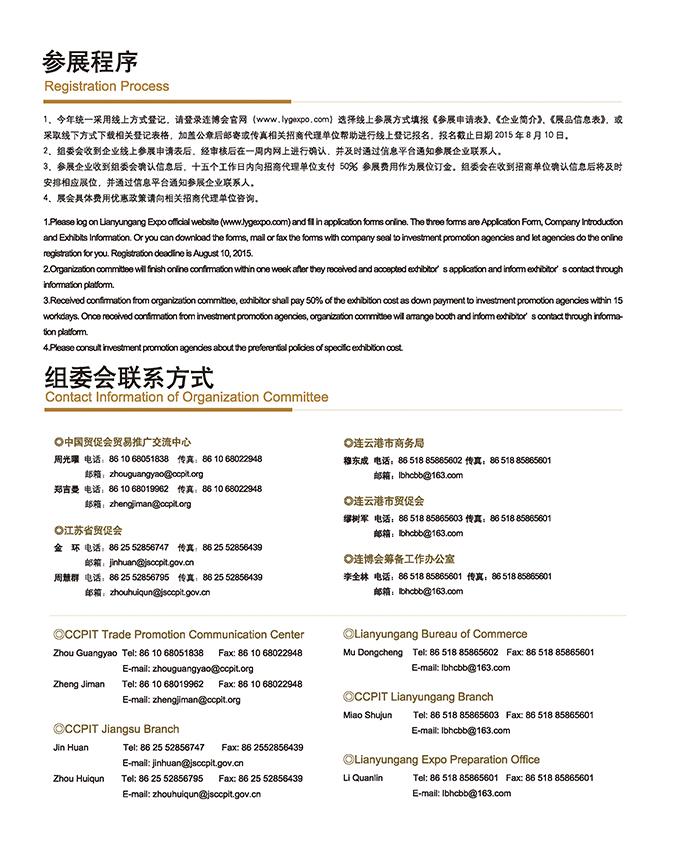 参展程序
Registration Process
1、今年统一采用线上方式登记，请登录连博会官网（www.lygexpo.com）选择线上参展方式填报《参展申请表》、《企业简介》、《展品信息表》，或
采取线下方式下载相关登记表格，加盖公章后邮寄或传真相关招商代理单位帮助进行线上登记报名，报名截止日期 2015 年 8 月 10 日。
2、组委会收到企业线上参展申请表后，经审核后在一周内网上进行确认，并及时通过信息平台通知参展企业联系人。
3、参展企业收到组委会确认信息后，十五个工作日内向招商代理单位支付 50% 参展费用作为展位订金。组委会在收到招商单位确认信息后将及时
安排相应展位，并通过信息平台通知参展企业联系人。
4、展会具体费用优惠政策请向相关招商代理单位咨询。
1.Please log on Lianyungang Expo official website (www.lygexpo.com) and fill in application forms online. The three forms are Application Form, Company Introduction
and Exhibits Information. Or you can download the forms, mail or fax the forms with company seal to investment promotion agencies and let agencies do the online
registration for you. Registration deadline is August 10, 2015.
2.Organization committee will finish online confirmation within one week after they received and accepted exhibitor's application and inform exhibitor's contact through
information platform.
3.Received confirmation from organization committee, exhibitor shall pay 50% of the exhibition cost as down payment to investment promotion agencies within 15
workdays. Once received confirmation from investment promotion agencies, organization committee will arrange booth and inform exhibitor's contact through informa-
tion platform.
4.Please consult investment promotion agencies about the preferential policies of specific exhibition cost.
组委会联系方式
Contact Information of Organization Committee
◎中国贸促会贸易推广交流中心
周光曜 电话：86 10 68051838 传真：86 10 68022948
邮箱：zhouguangyao@ccpit.org
郑吉曼 电话：86 10 68019962 传真：86 10 68022948
邮箱：zhengjiman@ccpit.org
◎江苏省贸促会
金 环 电话：86 25 52856747 传真：86 25 52856439
邮箱：jinhuan@jsccpit.gov.cn
周慧群 电话：86 25 52856795 传真：86 25 52856439
邮箱：zhouhuiqun@jsccpit.gov.cn
◎连云港市商务局
穆东成 电话：86 518 85865602 传真：86 518 85865601
邮箱：lbhcbb@163.com
◎连云港市贸促会
缪树军 电话：86 518 85865603 传真：86 518 85865601
邮箱：lbhcbb@163.com
◎连博会筹备工作办公室
李全林 电话：86 518 85865601 传真：86 518 85865601
邮箱：lbhcbb@163.com
◎CCPIT Trade Promotion Communication Center
Zhou Guangyao Tel: 86 10 68051838 Fax: 86 10 68022948
E-mail: zhouguangyao@ccpit.org
Zheng Jiman Tel: 86 10 68019962 Fax: 86 10 68022948
E-mail: zhengjiman@ccpit.org
◎CCPIT Jiangsu Branch
Jin Huan Tel: 86 25 52856747 Fax: 86 2552856439
E-mail: jinhuan@jsccpit.gov.cn
Zhou Huiqun Tel: 86 25 52856795 Fax: 86 25 52856439
E-mail: zhouhuiqun@jsccpit.gov.cn
◎Lianyungang Bureau of Commerce
Mu Dongcheng Tel: 86 518 85865602 Fax: 86 518 85865601
E-mail: lbhcbb@163.com
◎CCPIT Lianyungang Branch
Miao Shujun Tel: 86 518 85865603 Fax: 86 518 85865601
E-mail: lbhcbb@163.com
◎Lianyungang Expo Preparation Office
Li Quanlin Tel: 86 518 85865601 Fax: 86 518 85865601
E-mail: lbhcbb@163.com